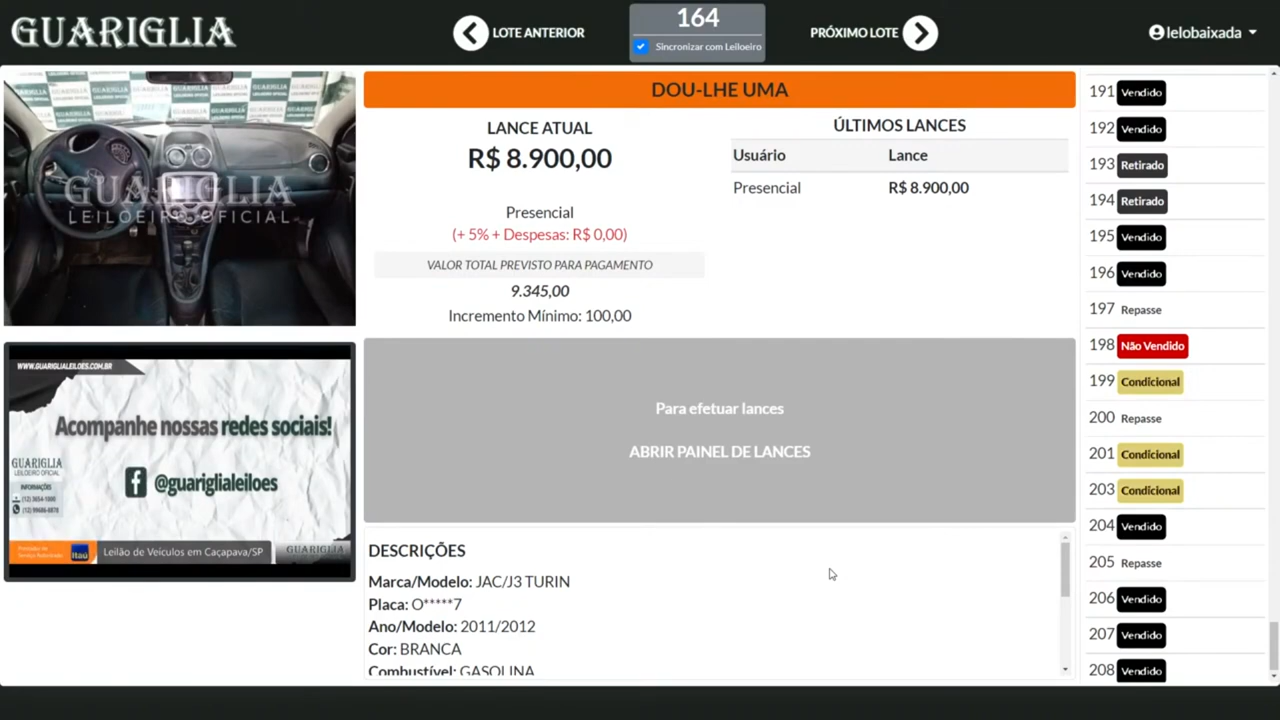 GUARIGLIA
LOTE ANTERIOR
164
Sincronizar com Leiloeiro
PRÓXIMO LOTE
lelobaixada
GUARIGLIA
LEILOEIRO OFICIAL
DOU-LHE UMA
LANCE ATUAL
R$ 8.900,00
Presencial
(+ 5% + Despesas: R$ 0,00)
VALOR TOTAL PREVISTO PARA PAGAMENTO
9.345,00
Incremento Mínimo: 100,00
ÚLTIMOS LANCES
Usuário Lance
Presencial R$ 8.900,00
WWW.GUARIGLIALEILOES.COM.BR
Acompanhe nossas redes sociais!
@guariglialeiloes
GUARIGLIA
LEILOEIRO OFICIAL
INFORMAÇÕES
(12) 3654-1000
Itaú
Leilão de Veículos em Caçapava/SP
GUARIGLIA
Para efetuar lances
ABRIR PAINEL DE LANCES
DESCRIÇÕES
Marca/Modelo: JAC/J3 TURIN
Placa: O*****7
Ano/Modelo: 2011/2012
Cor: BRANCA
Combustível: GASOLINA
191 Vendido
192 Vendido
193 Retirado
194 Retirado
195 Vendido
196 Vendido
197 Repasse
198 Não Vendido
199 Condicional
200 Repasse
201 Condicional
203 Condicional
204 Vendido
205 Repasse
206 Vendido
207 Vendido
208 Vendido